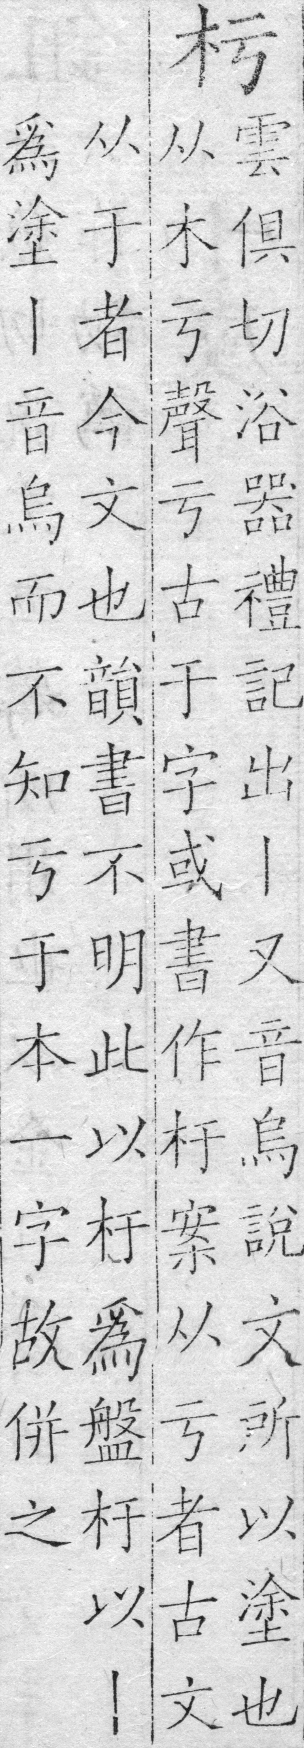 杇
雲俱切浴器禮記出丨又音烏說文所以塗也
从木亏聲亏古于字或書作杅案从亏者古文
从于者今文也韻書不明此以杅爲盤杅以丨
爲塗丨音烏而不知亏于本一字故併之